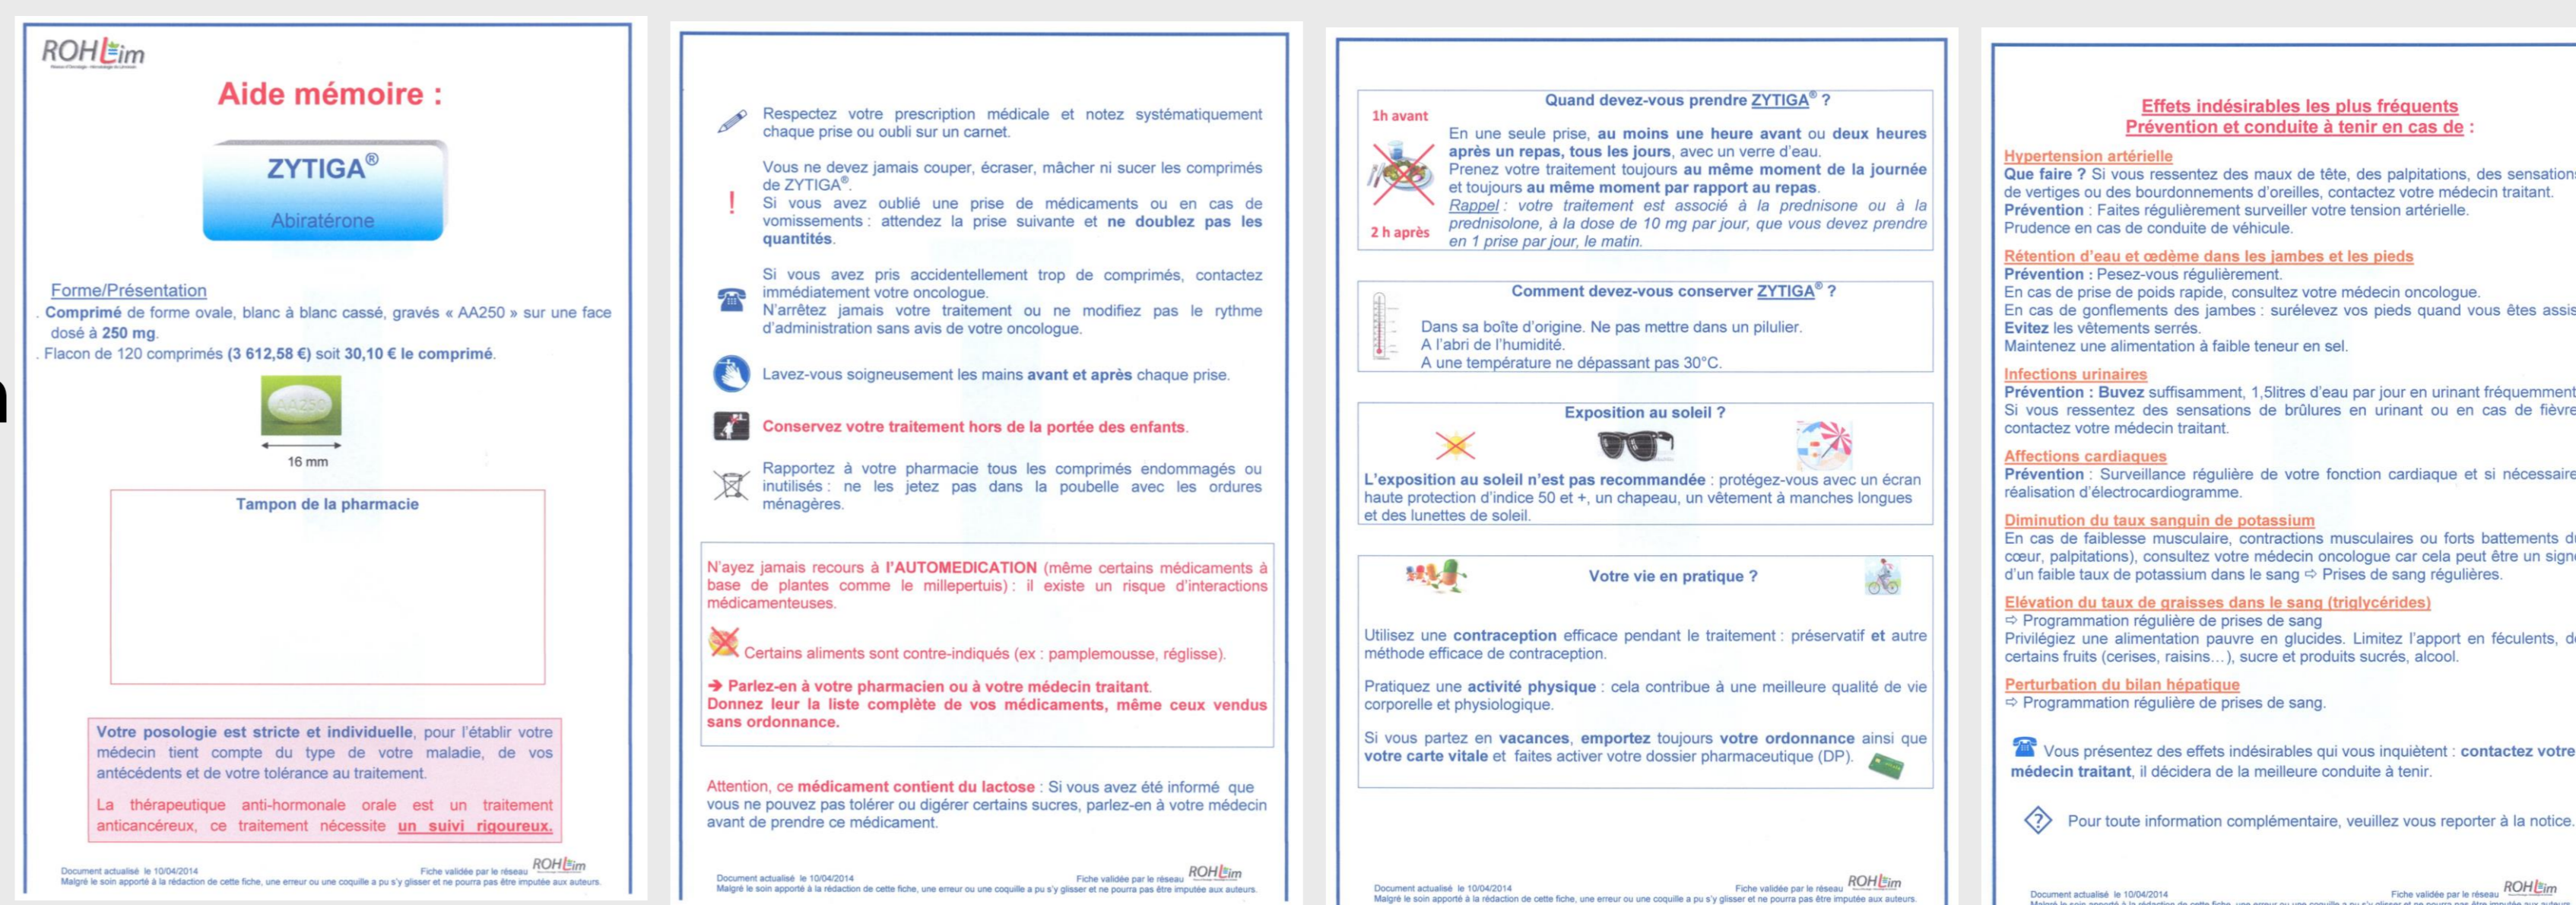 ROHLim
Aide mémoire :
ZYTIGA®
Abiratérone
Forme/Présentation
. Comprimé de forme ovale, blanc à blanc cassé, gravés « AA250 » sur une face
dosé à 250 mg.
. Flacon de 120 comprimés (3 612,58 €) soit 30,10 € le comprimé.
AA250
16 mm
Tampon de la pharmacie
Votre posologie est stricte et individuelle, pour l'établir votre
médecin tient compte du type de votre maladie, de vos
antécédents et de votre tolérance au traitement.
La thérapeutique anti-hormonale orale est un traitement
anticancéreux, ce traitement nécessite un suivi rigoureux.
Document actualisé le 10/04/2014 Fiche validée par le réseau ROHLim
Malgré le soin apporté à la rédaction de cette fiche, une erreur ou une coquille a pu s'y glisser et ne pourra pas être imputée aux auteurs.
Respectez votre prescription médicale et notez systématiquement
chaque prise ou oubli sur un carnet.
Vous ne devez jamais couper, écraser, mâcher ni sucer les comprimés
de ZYTIGA®.
! Si vous avez oublié une prise de médicaments ou en cas de
vomissements : attendez la prise suivante et ne doublez pas les
quantités.
Si vous avez pris accidentellement trop de comprimés, contactez
immédiatement votre oncologue.
N'arrêtez jamais votre traitement ou ne modifiez pas le rythme
d'administration sans avis de votre oncologue.
Lavez-vous soigneusement les mains avant et après chaque prise.
Conservez votre traitement hors de la portée des enfants.
Rapportez à votre pharmacie tous les comprimés endommagés ou
inutilisés : ne les jetez pas dans la poubelle avec les ordures
ménagères.
N'ayez jamais recours à l'AUTOMEDICATION (même certains médicaments à
base de plantes comme le millepertuis) : il existe un risque d'interactions
médicamenteuses.
Certains aliments sont contre-indiqués (ex : pamplemousse, réglisse).
➔ Parlez-en à votre pharmacien ou à votre médecin traitant.
Donnez leur la liste complète de vos médicaments, même ceux vendus
sans ordonnance.
Attention, ce médicament contient du lactose : Si vous avez été informé que
vous ne pouvez pas tolérer ou digérer certains sucres, parlez-en à votre médecin
avant de prendre ce médicament.
Document actualisé le 10/04/2014 Fiche validée par le réseau ROHLim
Malgré le soin apporté à la rédaction de cette fiche, une erreur ou une coquille a pu s'y glisser et ne pourra pas être imputée aux auteurs.
Quand devez-vous prendre ZYTIGA® ?
1h avant
En une seule prise, au moins une heure avant ou deux heures
après un repas, tous les jours, avec un verre d'eau.
Prenez votre traitement toujours au même moment de la journée
et toujours au même moment par rapport au repas.
Rappel : votre traitement est associé à la prednisone ou à la
prednisolone, à la dose de 10 mg par jour, que vous devez prendre
en 1 prise par jour, le matin.
2 h après
Comment devez-vous conserver ZYTIGA® ?
Dans sa boîte d'origine. Ne pas mettre dans un pilulier.
A l'abri de l'humidité.
A une température ne dépassant pas 30°C.
Exposition au soleil ?
L'exposition au soleil n'est pas recommandée : protégez-vous avec un écran
haute protection d'indice 50 et +, un chapeau, un vêtement à manches longues
et des lunettes de soleil.
Votre vie en pratique ?
Utilisez une contraception efficace pendant le traitement : préservatif et autre
méthode efficace de contraception.
Pratiquez une activité physique : cela contribue à une meilleure qualité de vie
corporelle et physiologique.
Si vous partez en vacances, emportez toujours votre ordonnance ainsi que
votre carte vitale et faites activer votre dossier pharmaceutique (DP).
Document actualisé le 10/04/2014 Fiche validée par le réseau ROHLim
Malgré le soin apporté à la rédaction de cette fiche, une erreur ou une coquille a pu s'y glisser et ne pourra pas être imputée aux auteurs.
Effets indésirables les plus fréquents
Prévention et conduite à tenir en cas de :
Hypertension artérielle
Que faire ? Si vous ressentez des maux de tête, des palpitations, des sensations
de vertiges ou des bourdonnements d'oreilles, contactez votre médecin traitant.
Prévention : Faites régulièrement surveiller votre tension artérielle.
Prudence en cas de conduite de véhicule.
Rétention d'eau et œdème dans les jambes et les pieds
Prévention : Pesez-vous régulièrement.
En cas de prise de poids rapide, consultez votre médecin oncologue.
En cas de gonflements des jambes : surélevez vos pieds quand vous êtes assis
Evitez les vêtements serrés.
Maintenez une alimentation à faible teneur en sel.
Infections urinaires
Prévention : Buvez suffisamment, 1,5litres d'eau par jour en urinant fréquemment
Si vous ressentez des sensations de brûlures en urinant ou en cas de fièvre
contactez votre médecin traitant.
Affections cardiaques
Prévention : Surveillance régulière de votre fonction cardiaque et si nécessaire
réalisation d'électrocardiogramme.
Diminution du taux sanguin de potassium
En cas de faiblesse musculaire, contractions musculaires ou forts battements du
cœur, palpitations), consultez votre médecin oncologue car cela peut être un signe
d'un faible taux de potassium dans le sang ⇨ Prises de sang régulières.
Elévation du taux de graisses dans le sang (triglycérides)
⇨ Programmation régulière de prises de sang
Privilégiez une alimentation pauvre en glucides. Limitez l'apport en féculents, de
certains fruits (cerises, raisins...), sucre et produits sucrés, alcool.
Perturbation du bilan hépatique
⇨ Programmation régulière de prises de sang.
Vous présentez des effets indésirables qui vous inquiètent : contactez votre
médecin traitant, il décidera de la meilleure conduite à tenir.
? Pour toute information complémentaire, veuillez vous reporter à la notice.
Document actualisé le 10/04/2014 Fiche validée par le réseau ROHLim
Malgré le soin apporté à la rédaction de cette fiche, une erreur ou une coquille a pu s'y glisser et ne pourra pas être imputée aux auteurs.